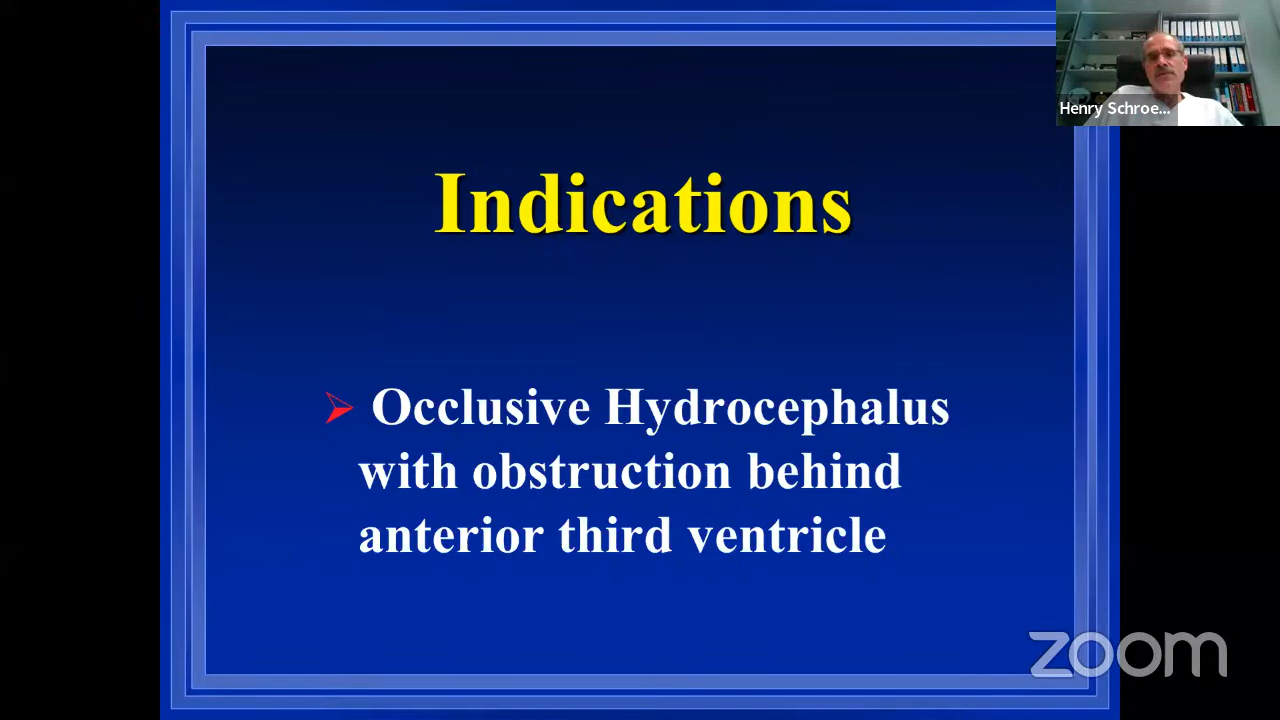 Henry Schroe...
Indications
Occlusive Hydrocephalus
with obstruction behind
anterior third ventricle
zoom